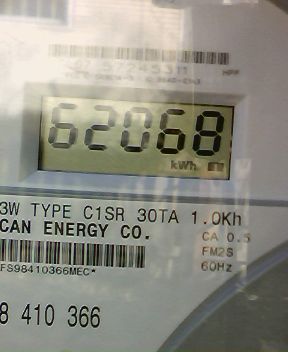 62068
kWh
3W TYPE C1SR 30TA 1.0Kh
CAN ENERGY CO.
CA 0.5
FM2S
60Hz
FS98410366MEC*
8 410 366